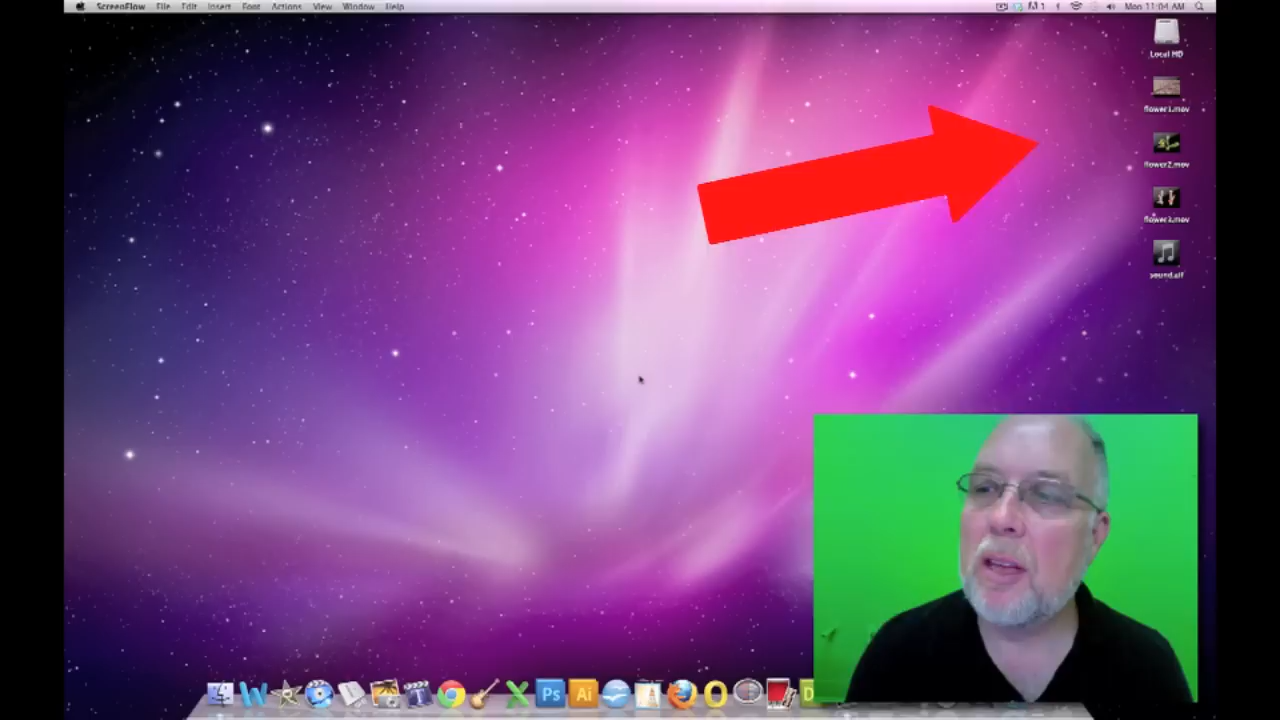 ScreenFlow File Edit Insert Font Actions View Window Help
1 Mon 11:04 AM
Local HD
flower1.mov
flower2.mov
flower3.mov
sound.aif
W X Ps Ai O D